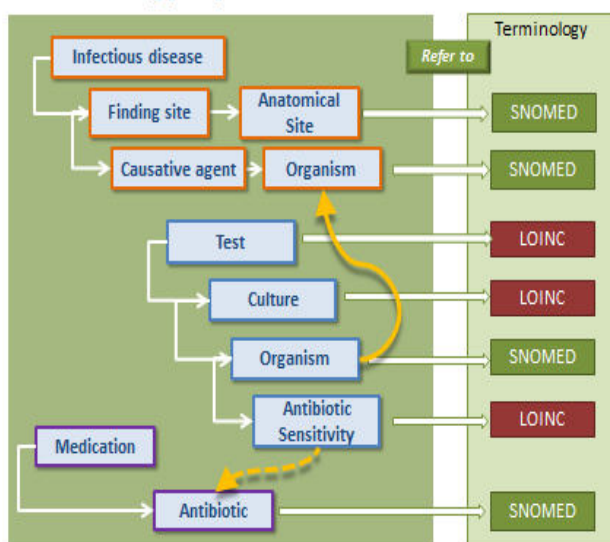 Terminology
Refer to
Infectious disease
Finding site
Anatomical
Site
SNOMED
Causative agent
Organism
SNOMED
Test
LOINC
Culture
LOINC
Organism
SNOMED
Antibiotic
Sensitivity
LOINC
Medication
Antibiotic
SNOMED